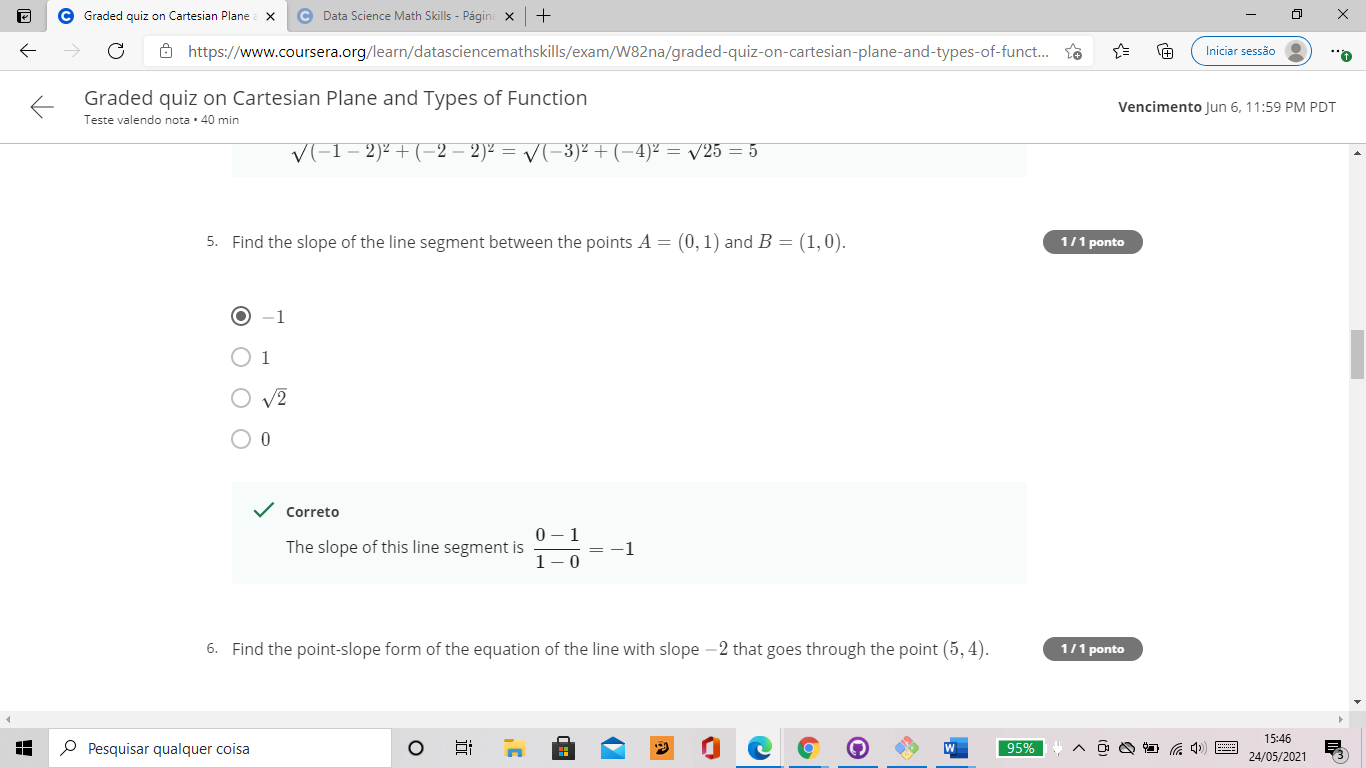 Graded quiz on Cartesian Plane a
Data Science Math Skills - Págin
https://www.coursera.org/learn/datasciencemathskills/exam/W82na/graded-quiz-on-cartesian-plane-and-types-of-funct...
Iniciar sessão
Graded quiz on Cartesian Plane and Types of Function
Teste valendo nota • 40 min
Vencimento Jun 6, 11:59 PM PDT
√(−1 − 2)² + (−2 − 2)² = √(−3)² + (−4)² = √25 = 5
5. Find the slope of the line segment between the points A = (0, 1) and B = (1, 0).
1 / 1 ponto
−1
1
√2
0
Correto
The slope of this line segment is (0 − 1)/(1 − 0) = −1
6. Find the point-slope form of the equation of the line with slope −2 that goes through the point (5, 4).
1 / 1 ponto
Pesquisar qualquer coisa
95%
15:46
24/05/2021
3